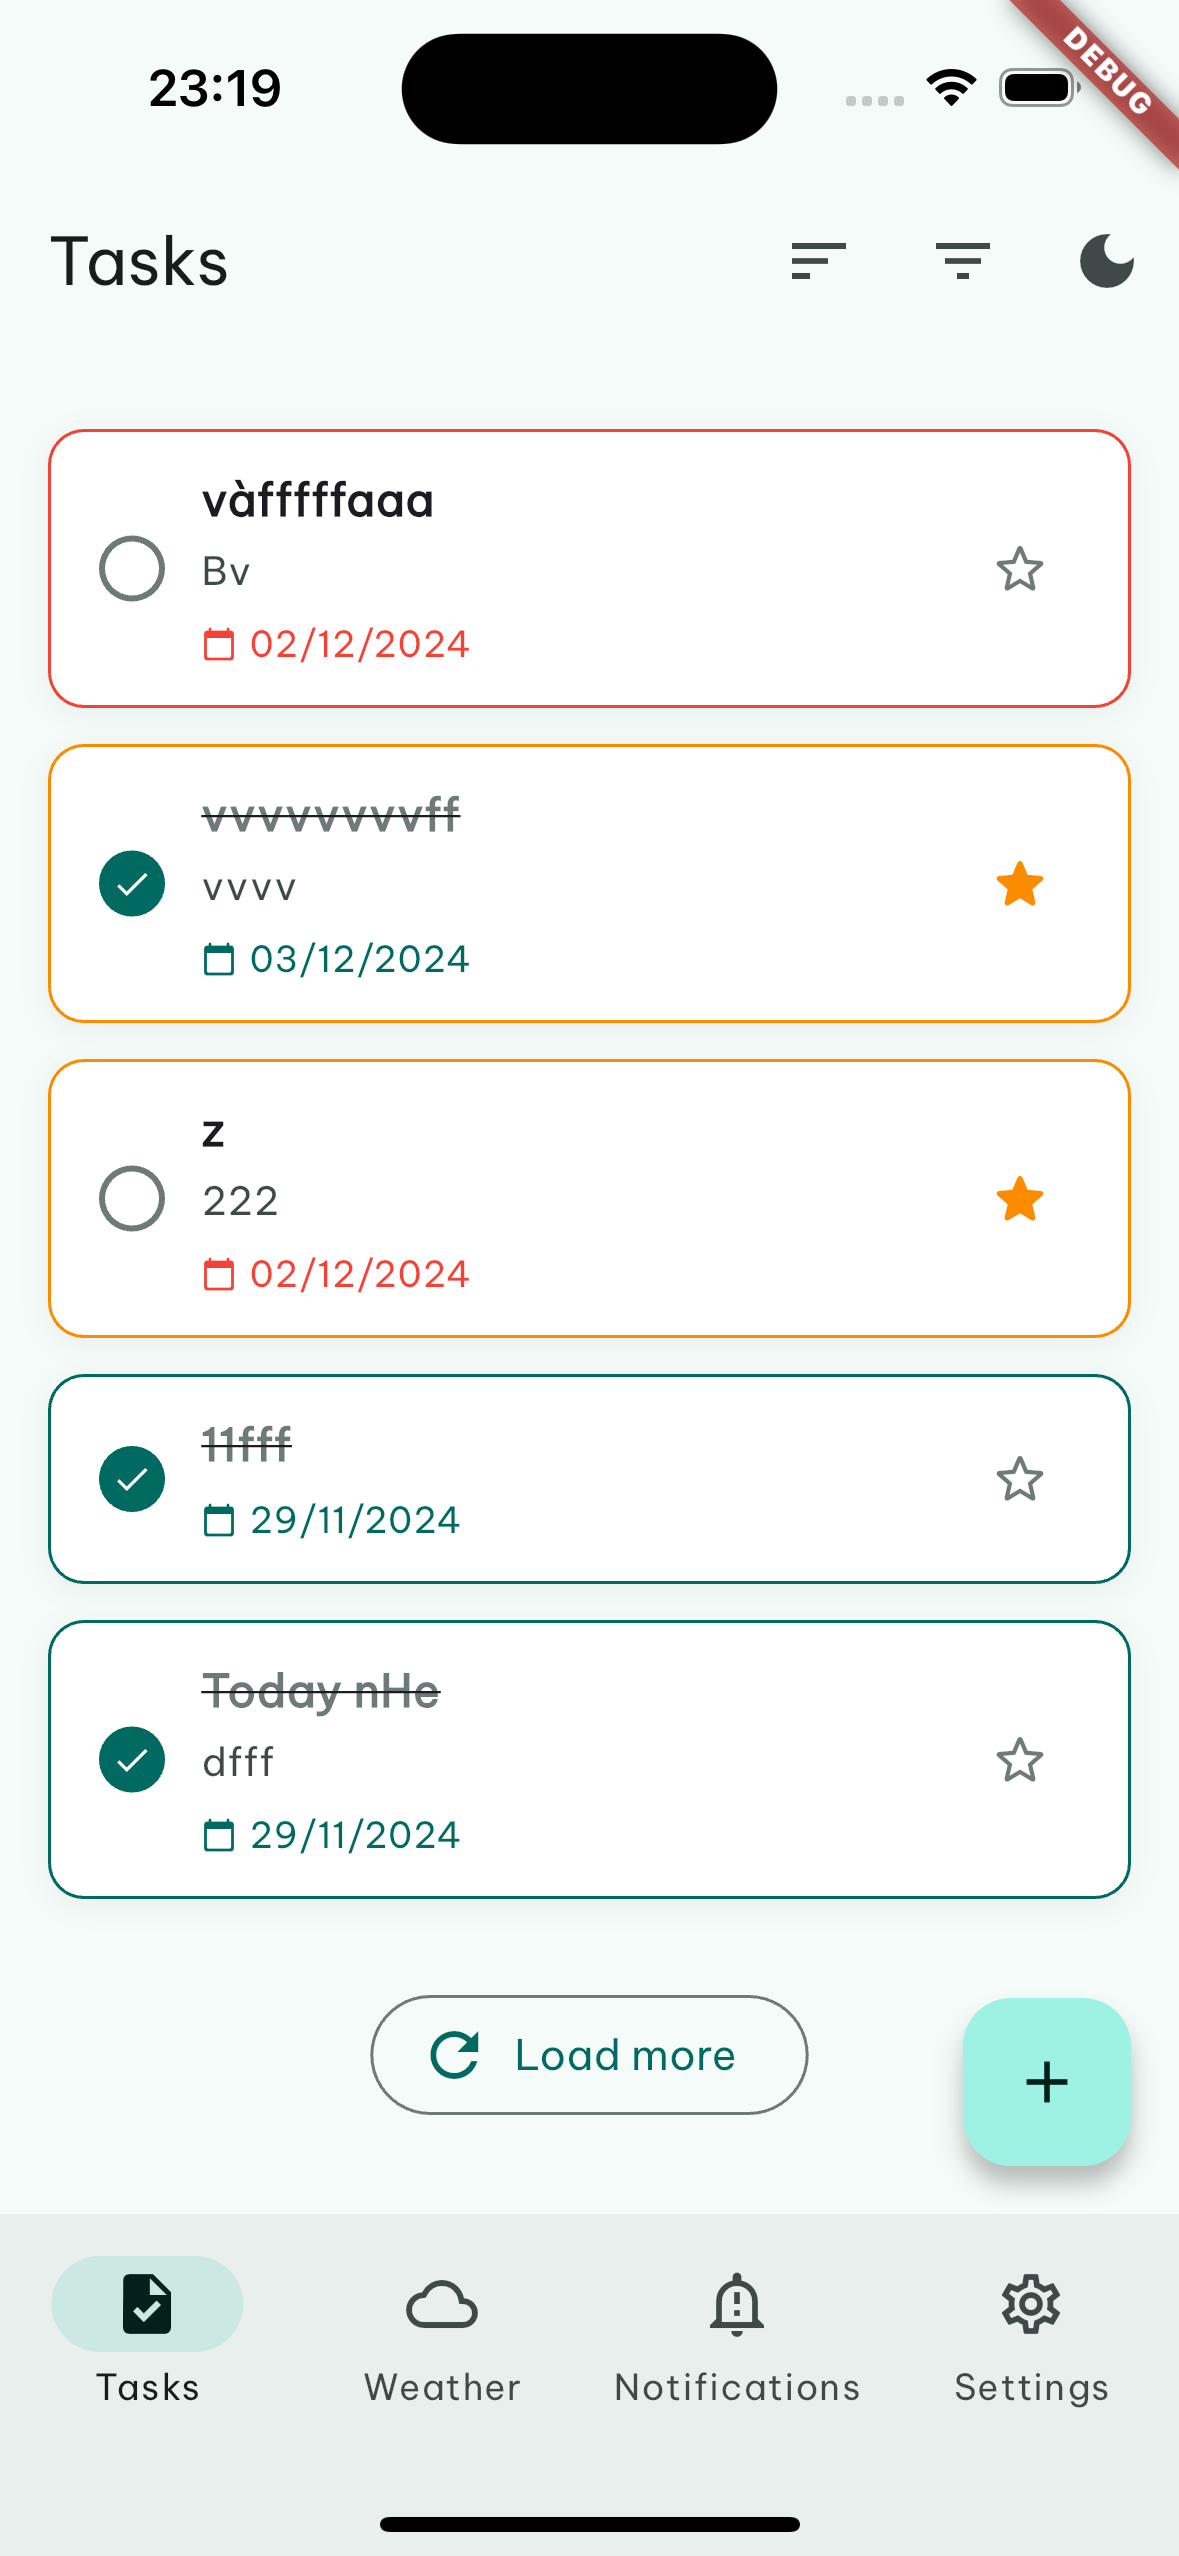 23:19
DEBUG
Tasks
vàfffffaaa
Bv
02/12/2024
vvvvvvvvff
vvvv
03/12/2024
z
222
02/12/2024
11fff
29/11/2024
Today nHe
dfff
29/11/2024
Load more
Tasks
Weather
Notifications
Settings